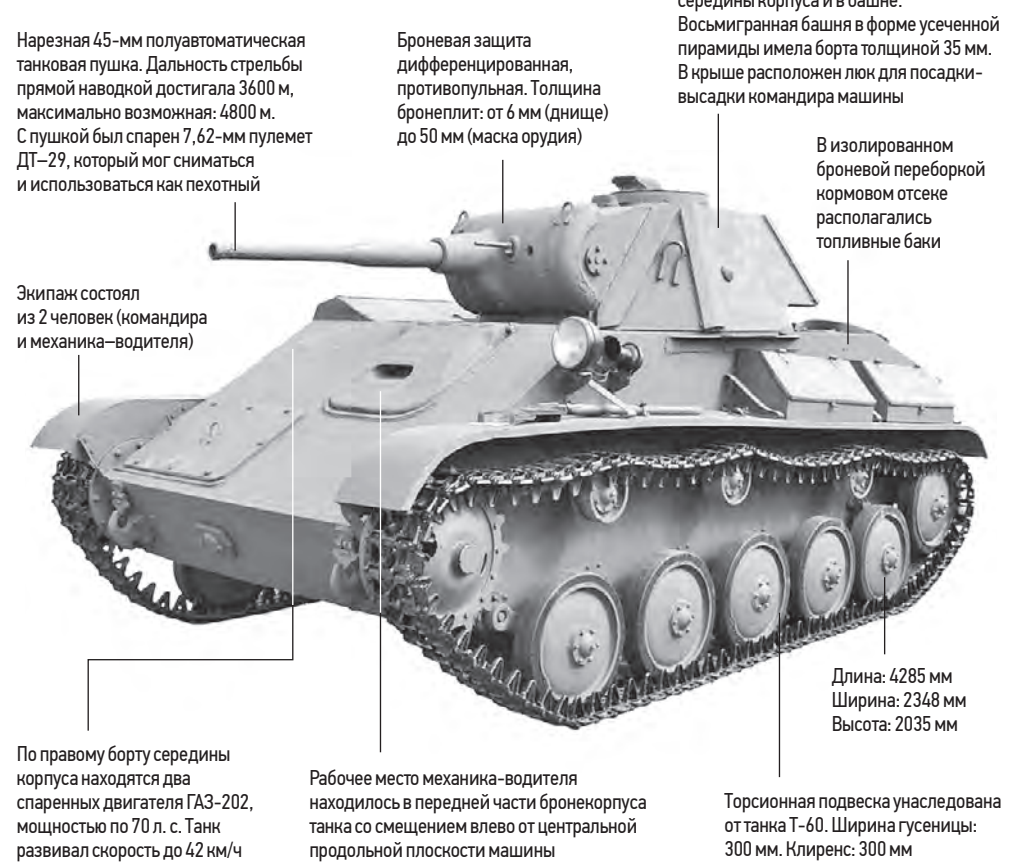 середины корпуса и в башне.
Восьмигранная башня в форме усеченной
пирамиды имела борта толщиной 35 мм.
В крыше расположен люк для посадки-
высадки командира машины
Нарезная 45-мм полуавтоматическая
танковая пушка. Дальность стрельбы
прямой наводкой достигала 3600 м,
максимально возможная: 4800 м.
С пушкой был спарен 7,62-мм пулемет
ДТ–29, который мог сниматься
и использоваться как пехотный
Броневая защита
дифференцированная,
противопульная. Толщина
бронеплит: от 6 мм (днище)
до 50 мм (маска орудия)
В изолированном
броневой переборкой
кормовом отсеке
располагались
топливные баки
Экипаж состоял
из 2 человек (командира
и механика–водителя)
Длина: 4285 мм
Ширина: 2348 мм
Высота: 2035 мм
По правому борту середины
корпуса находятся два
спаренных двигателя ГАЗ-202,
мощностью по 70 л. с. Танк
развивал скорость до 42 км/ч
Рабочее место механика-водителя
находилось в передней части бронекорпуса
танка со смещением влево от центральной
продольной плоскости машины
Торсионная подвеска унаследована
от танка Т-60. Ширина гусеницы:
300 мм. Клиренс: 300 мм